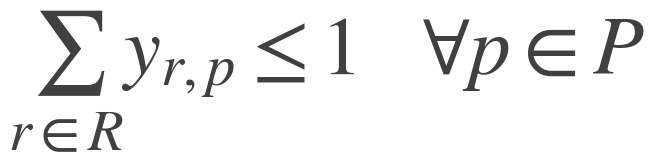 ∑_{r∈R} y_{r,p} ≤ 1 ∀p∈P